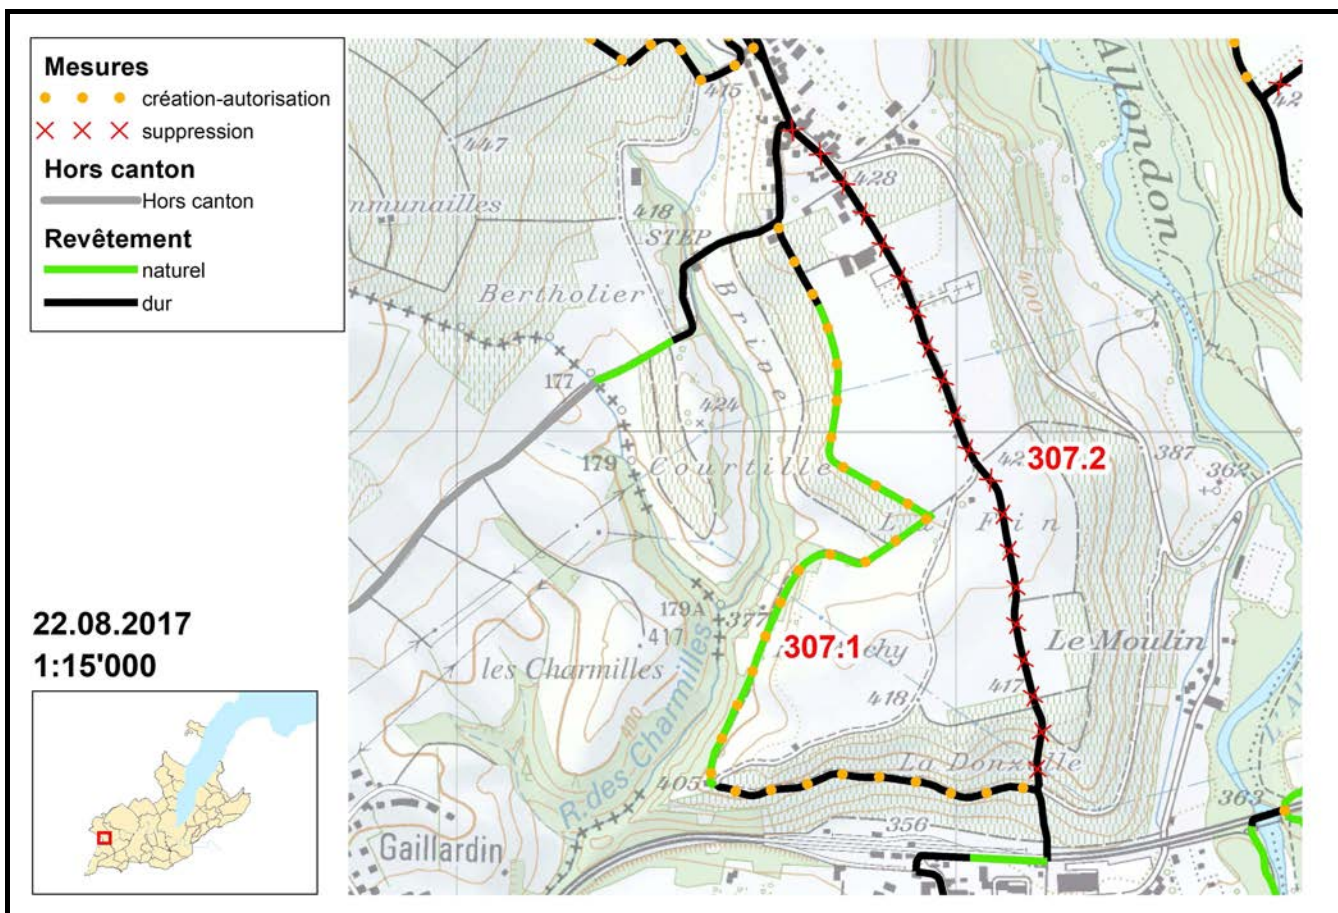 Mesures
création-autorisation
suppression
Hors canton
Hors canton
Revêtement
naturel
dur
22.08.2017
1:15'000
415
447
428
418
STEP
Bertholier
Brive
Allondon
400
177
424
179
Courtille
387
362
307.2
179A
377
417
307.1
les Charmilles
Le Moulin
418
417
400
R. des Charmilles
La Donzelle
405
363
356
Gaillardin